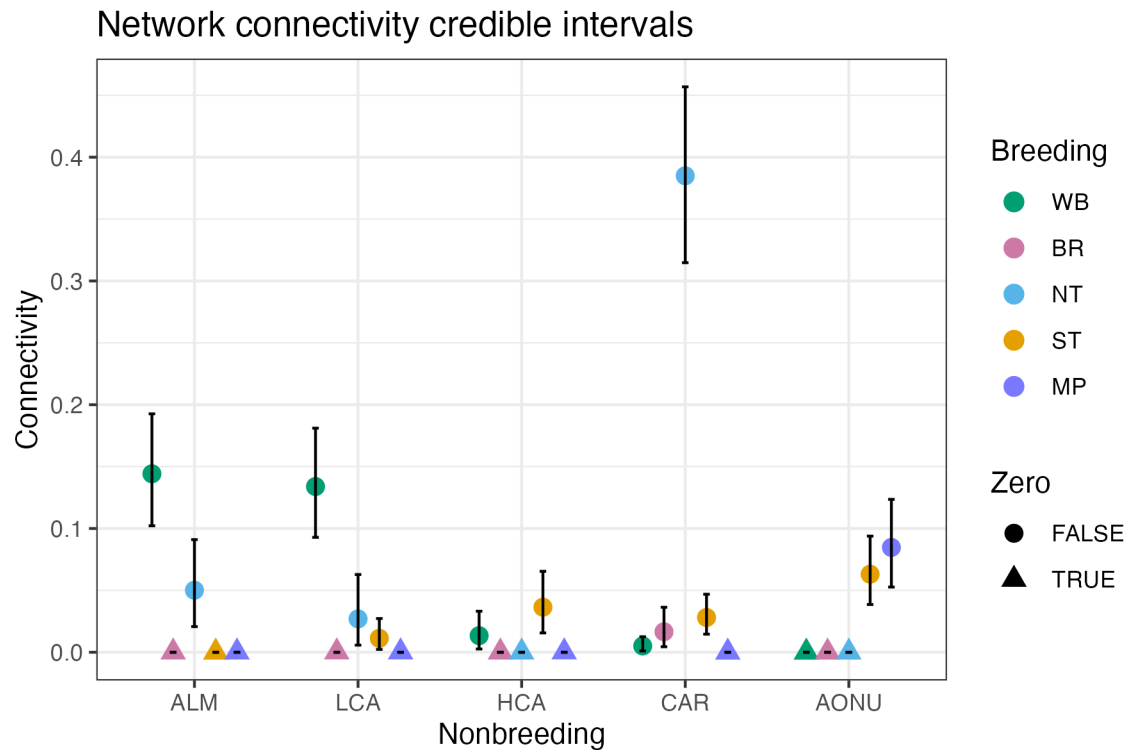 Network connectivity credible intervals
Connectivity
0.4
0.3
0.2
0.1
0.0
ALM LCA HCA CAR AONU
Nonbreeding
Breeding
WB
BR
NT
ST
MP
Zero
FALSE
TRUE